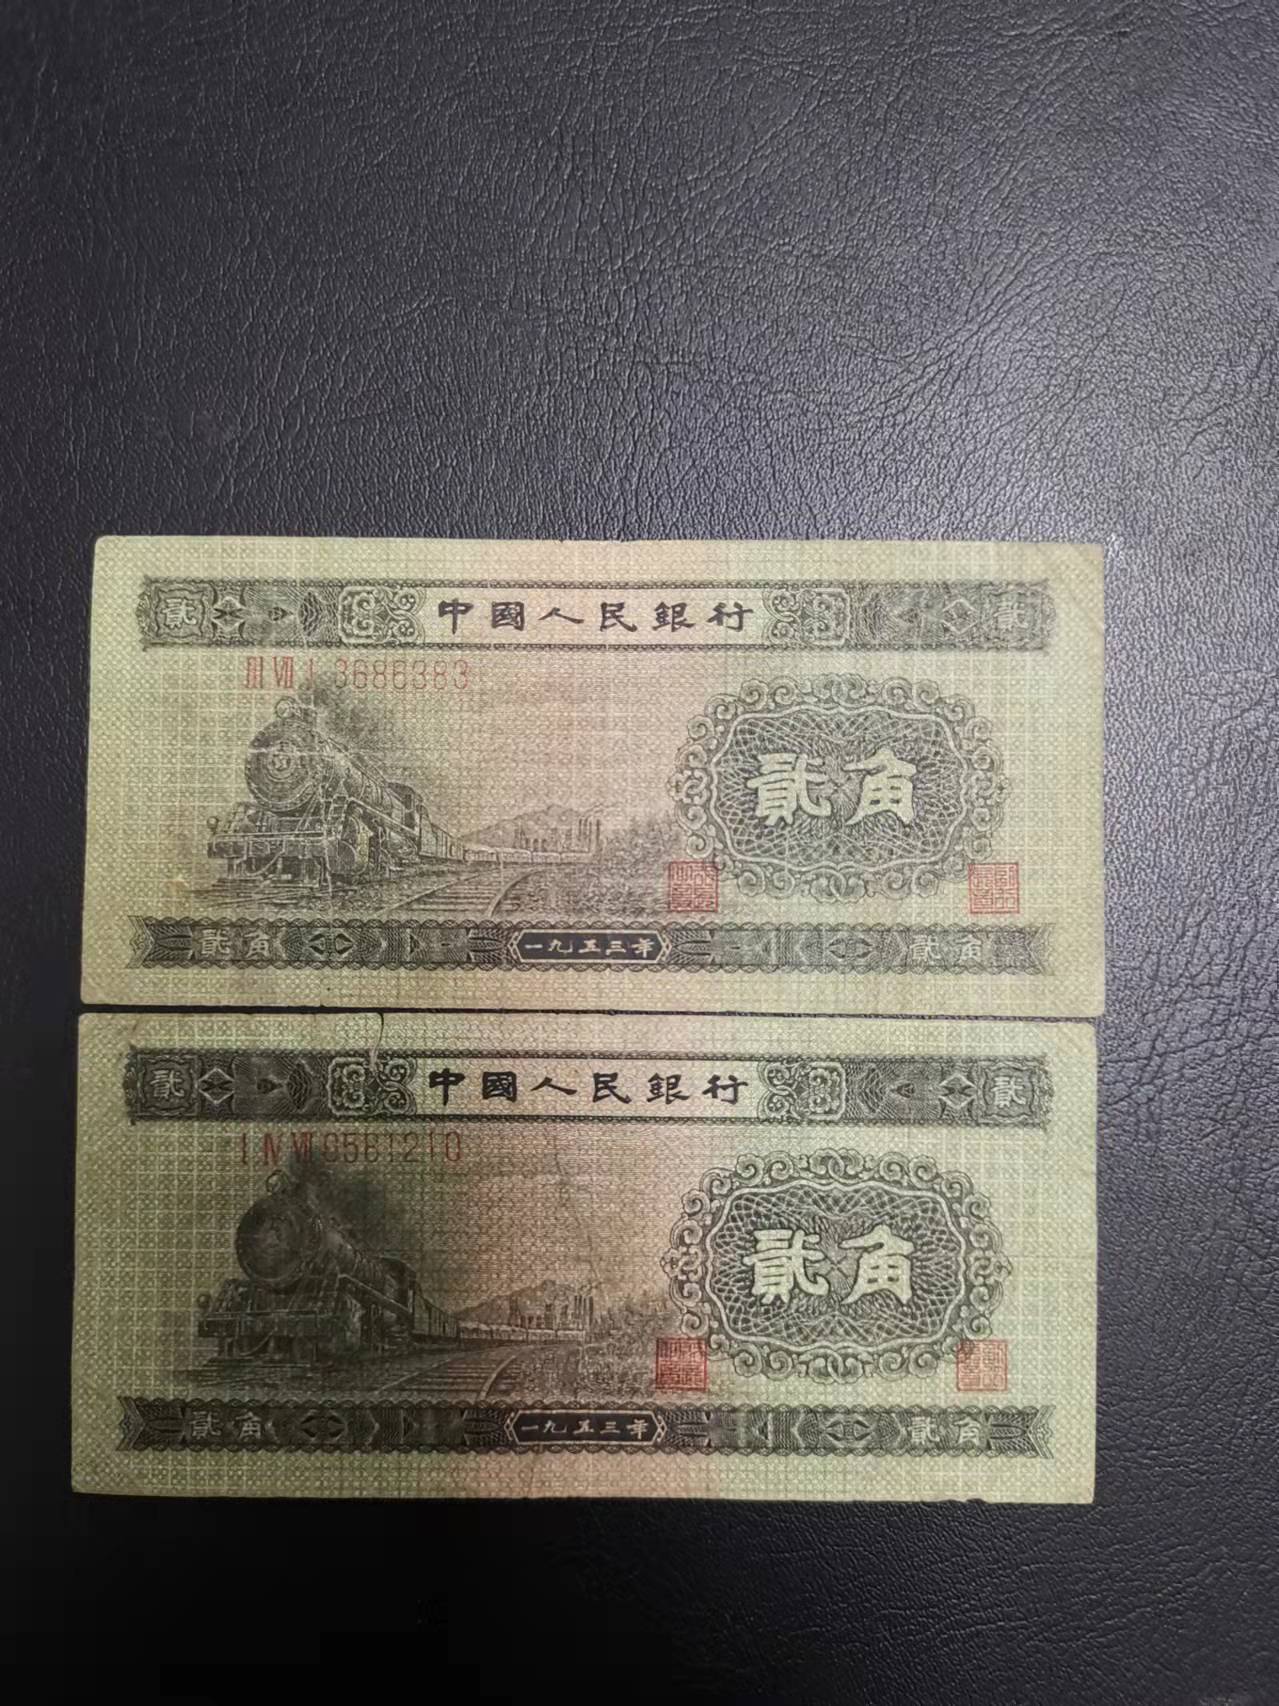 貳 中國人民銀行 貳
III VII I 3686383
貳角
貳角 一九五三年 貳角
貳 中國人民銀行 貳
I IV VII 9581210
貳角
貳角 一九五三年 貳角